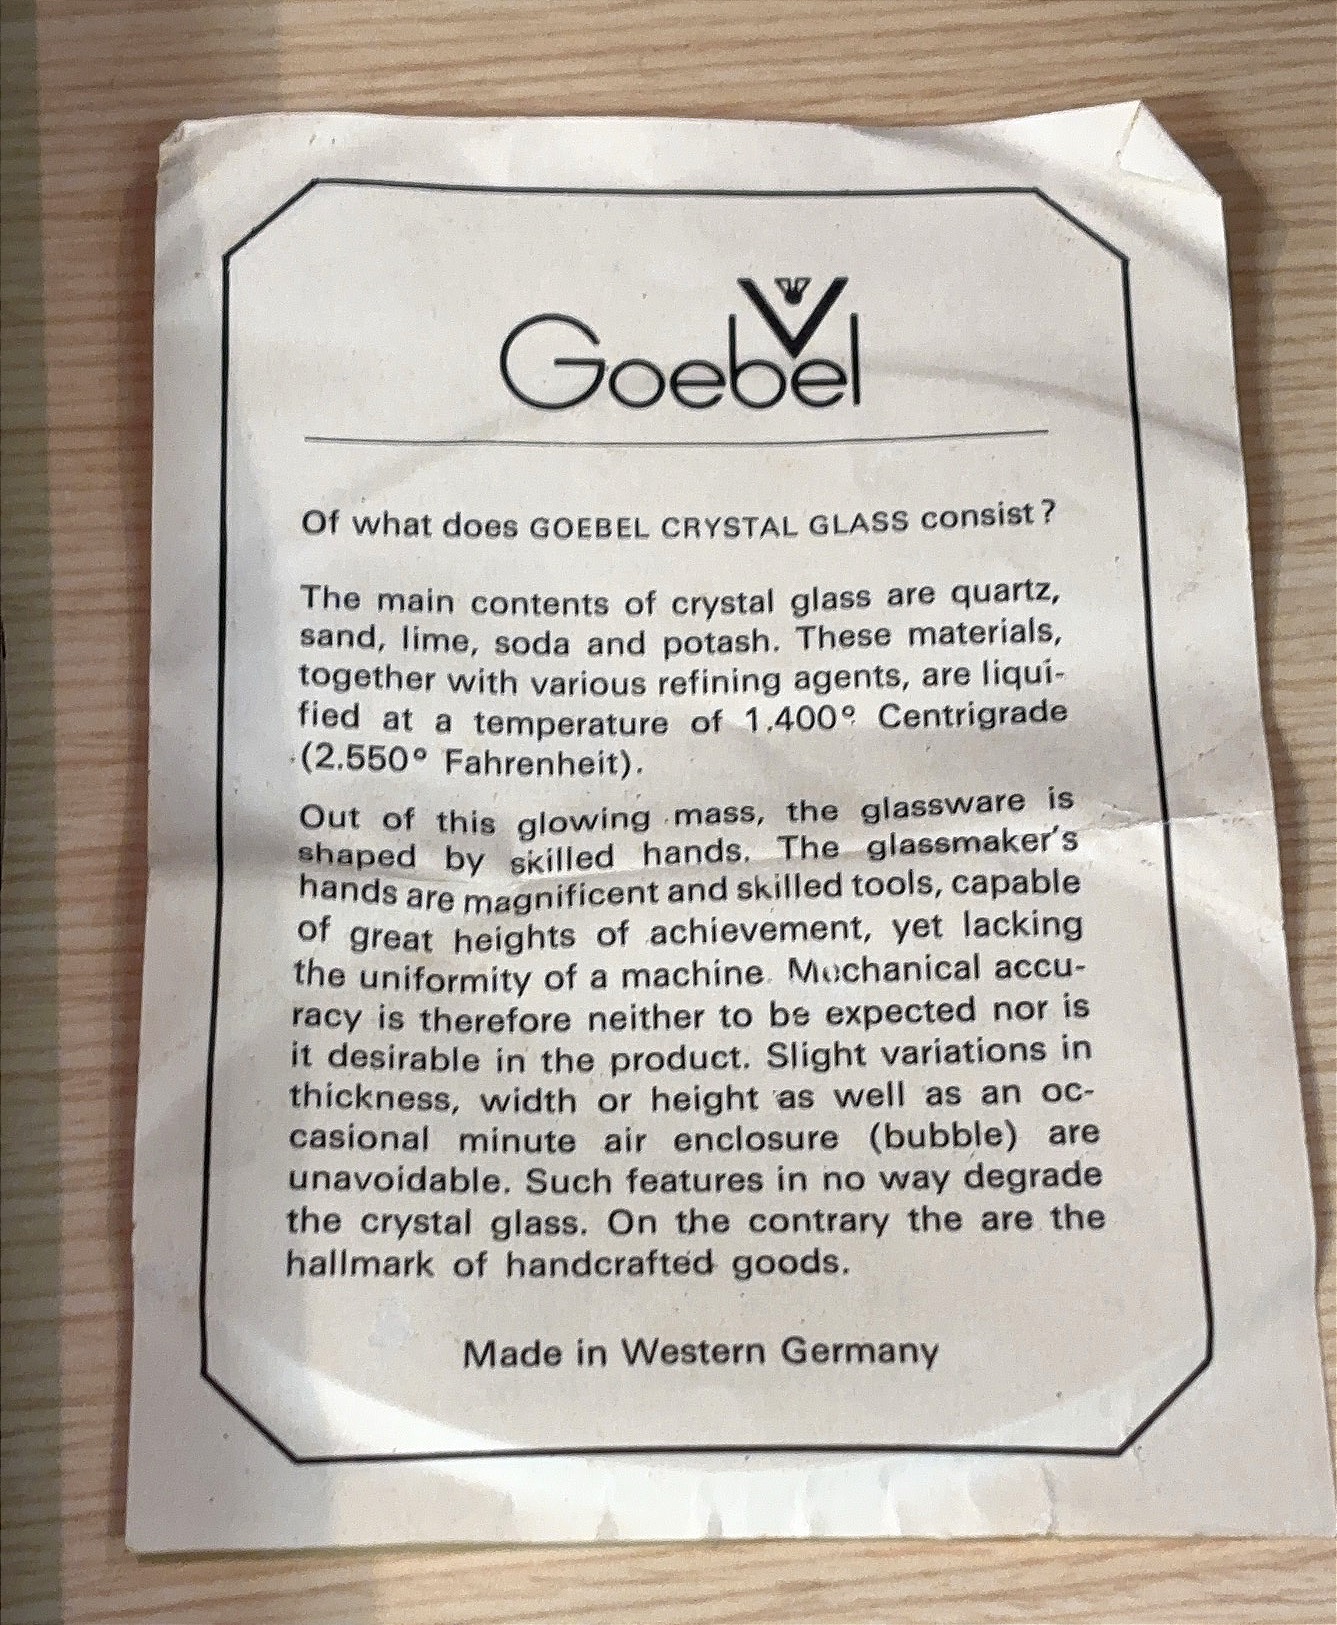 Goebel
Of what does GOEBEL CRYSTAL GLASS consist?
The main contents of crystal glass are quartz,
sand, lime, soda and potash. These materials,
together with various refining agents, are liqui-
fied at a temperature of 1.400° Centrigrade
(2.550° Fahrenheit).
Out of this glowing mass, the glassware is
shaped by skilled hands. The glassmaker's
hands are magnificent and skilled tools, capable
of great heights of achievement, yet lacking
the uniformity of a machine. Mechanical accu-
racy is therefore neither to be expected nor is
it desirable in the product. Slight variations in
thickness, width or height as well as an oc-
casional minute air enclosure (bubble) are
unavoidable. Such features in no way degrade
the crystal glass. On the contrary the are the
hallmark of handcrafted goods.
Made in Western Germany